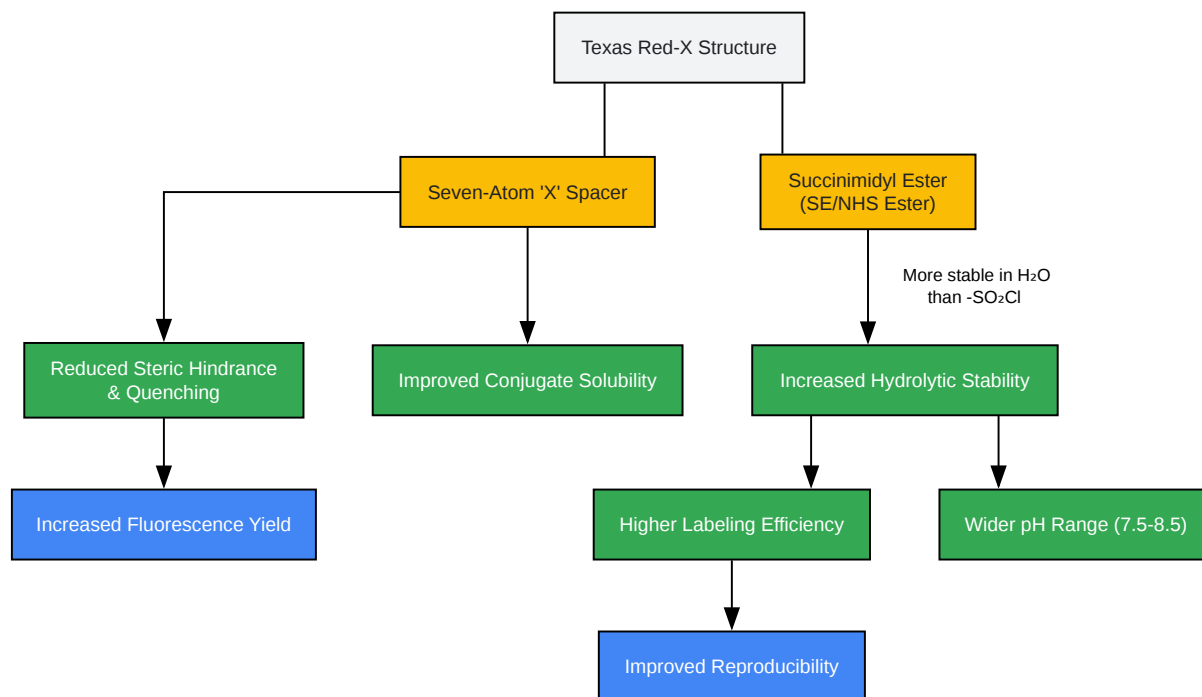 Texas Red-X Structure
Seven-Atom 'X' Spacer
Succinimidyl Ester
(SE/NHS Ester)
More stable in H₂O
than -SO₂Cl
Reduced Steric Hindrance
& Quenching
Improved Conjugate Solubility
Increased Hydrolytic Stability
Increased Fluorescence Yield
Higher Labeling Efficiency
Wider pH Range (7.5-8.5)
Improved Reproducibility